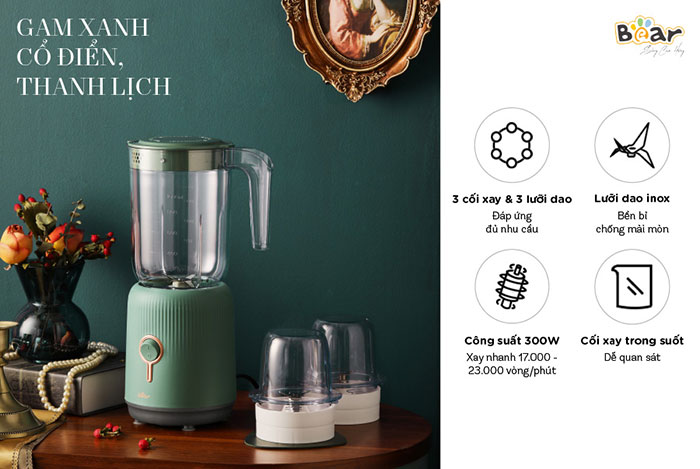 GAM XANH
CỔ ĐIỂN,
THANH LỊCH
Bear
3 cối xay & 3 lưỡi dao
Đáp ứng
đủ nhu cầu
Lưỡi dao inox
Bền bỉ
chống mài mòn
Công suất 300W
Xay nhanh 17.000 -
23.000 vòng/phút
Cối xay trong suốt
Dễ quan sát
Bear